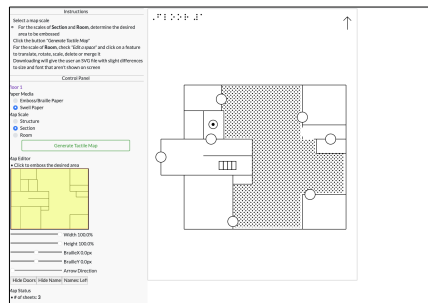 Instructions
Select a map scale
For the scales of Section and Room, determine the desired
area to be embossed
Click the button "Generate Tactile Map"
For the scale of Room, check "Edit a space" and click on a feature
to translate, rotate, scale, delete or merge it
Downloading will give the user an SVG file with slight differences
to size and font that aren't shown on screen
Control Panel
Floor 1
Paper Media
Emboss/Braille Paper
Swell Paper
Map Scale
Structure
Section
Room
Generate Tactile Map
Map Editor
• Click to emboss the desired area
Width 100.0%
Height 100.0%
BrailleX 0.0px
BrailleY 0.0px
Arrow Direction
Hide Doors Hide Name Names Left
Map Status
• # of sheets: 3